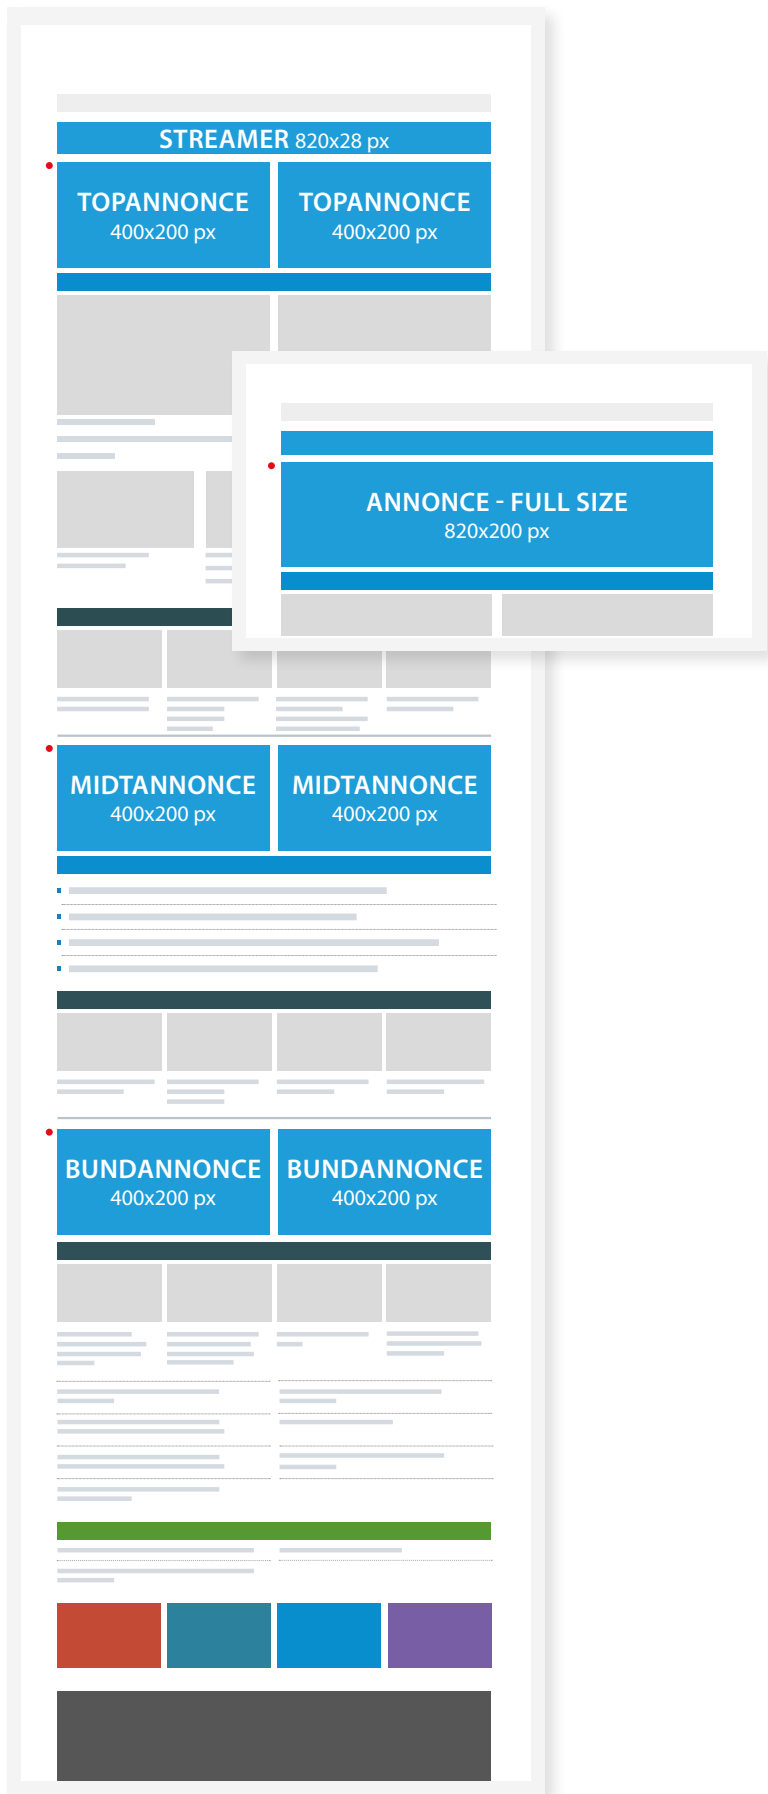 STREAMER 820x28 px
TOPANNONCE
400x200 px
TOPANNONCE
400x200 px
ANNONCE - FULL SIZE
820x200 px
MIDTANNONCE
400x200 px
MIDTANNONCE
400x200 px
BUNDANNONCE
400x200 px
BUNDANNONCE
400x200 px